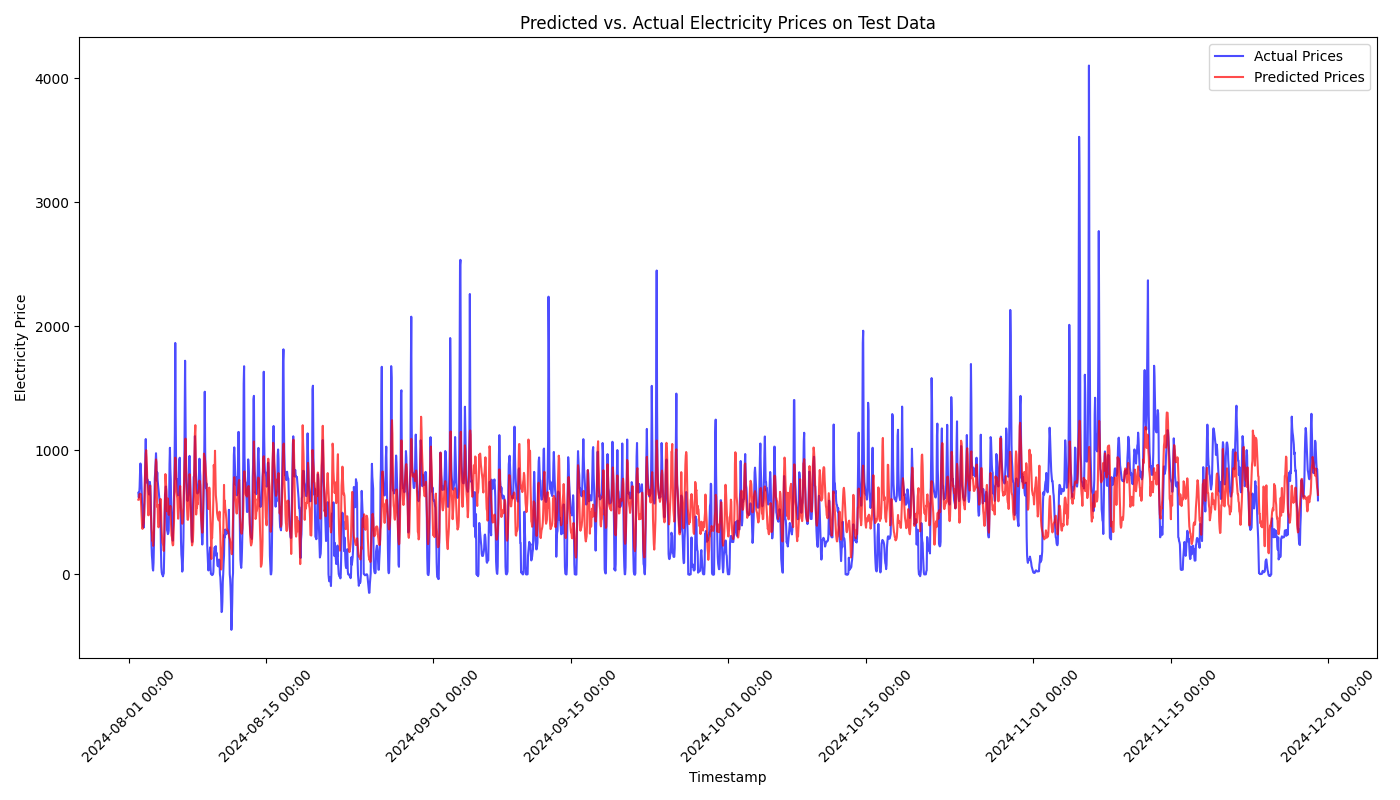 Predicted vs. Actual Electricity Prices on Test Data
Actual Prices
Predicted Prices
Electricity Price
4000
3000
2000
1000
0
2024-08-01 00:00
2024-08-15 00:00
2024-09-01 00:00
2024-09-15 00:00
2024-10-01 00:00
2024-10-15 00:00
2024-11-01 00:00
2024-11-15 00:00
2024-12-01 00:00
Timestamp